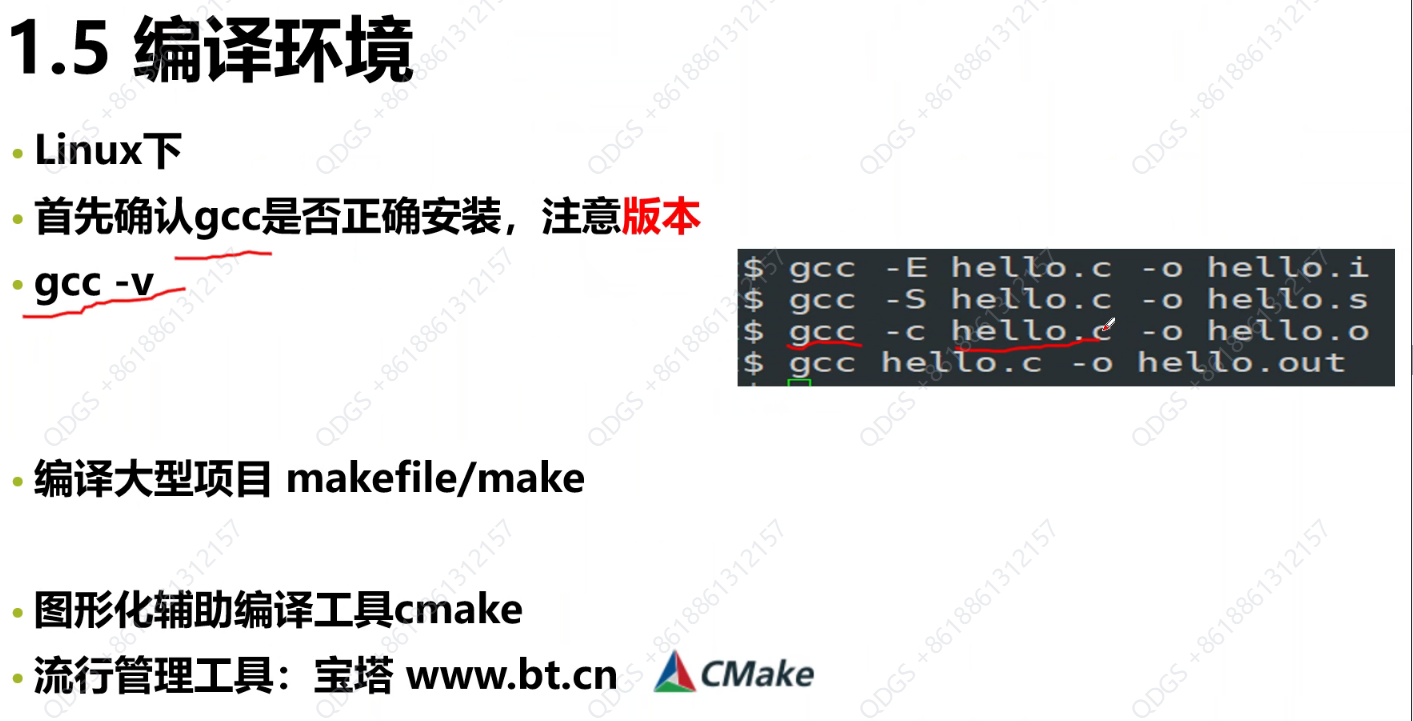 1.5 编译环境
Linux下
首先确认gcc是否正确安装，注意版本
gcc -v
$ gcc -E hello.c -o hello.i
$ gcc -S hello.c -o hello.s
$ gcc -c hello.c -o hello.o
$ gcc hello.c -o hello.out
编译大型项目 makefile/make
图形化辅助编译工具cmake
流行管理工具：宝塔 www.bt.cn
CMake
QDGS +8618861312157